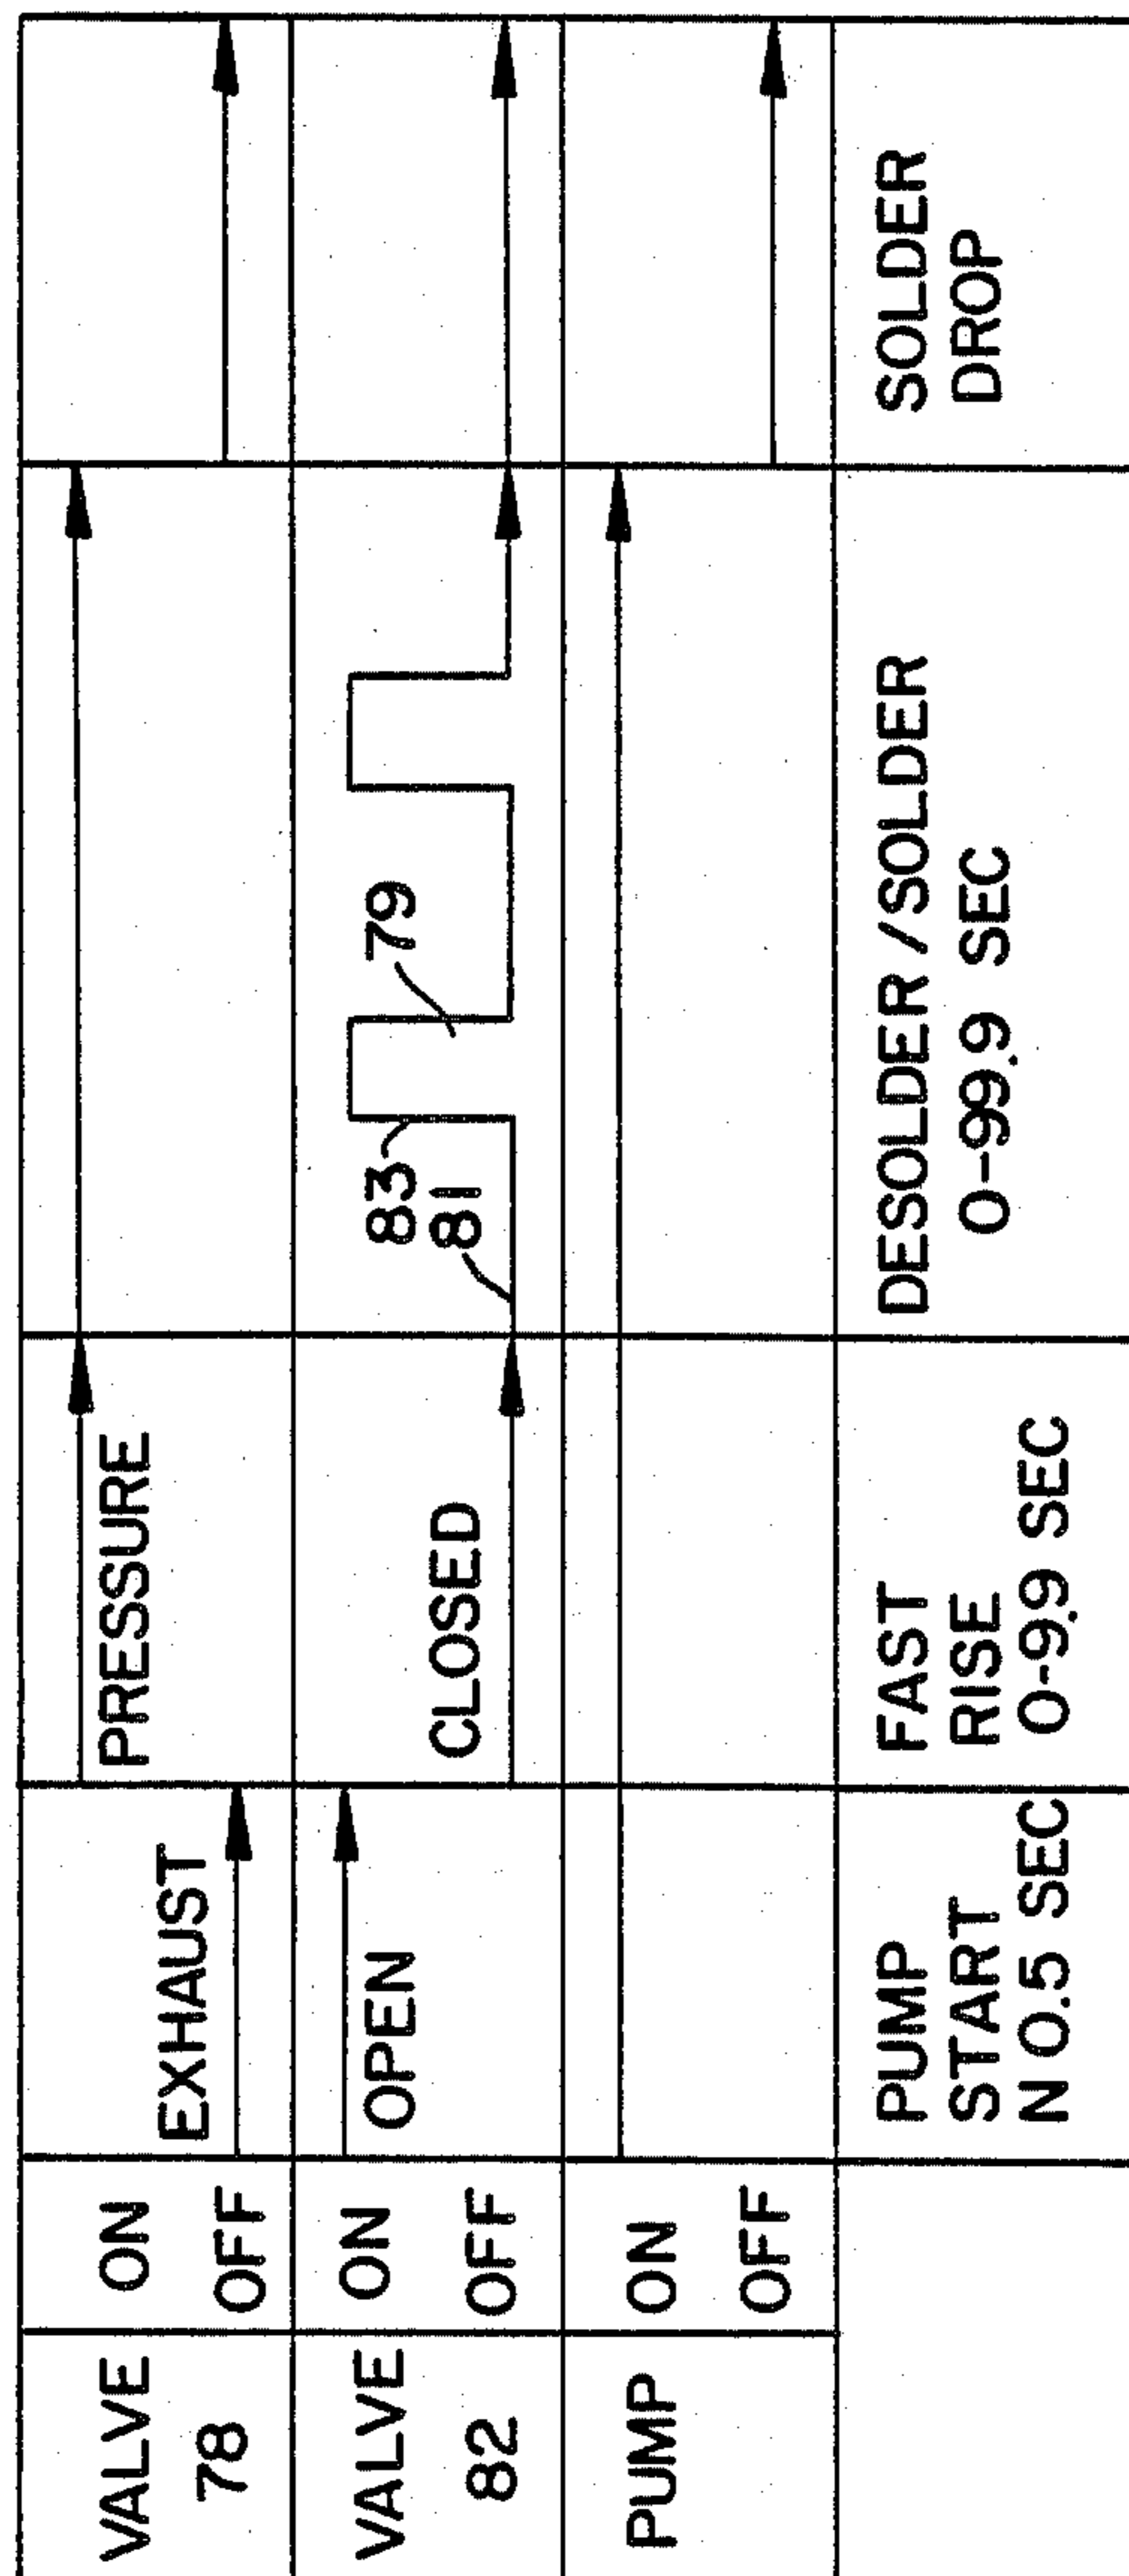 VALVE 78
ON
OFF
EXHAUST
PRESSURE
VALVE 82
ON
OFF
OPEN
CLOSED
83
81
79
PUMP
ON
OFF
PUMP
START
N 0.5 SEC
FAST
RISE
0-9.9 SEC
DESOLDER/SOLDER
0-99.9 SEC
SOLDER
DROP